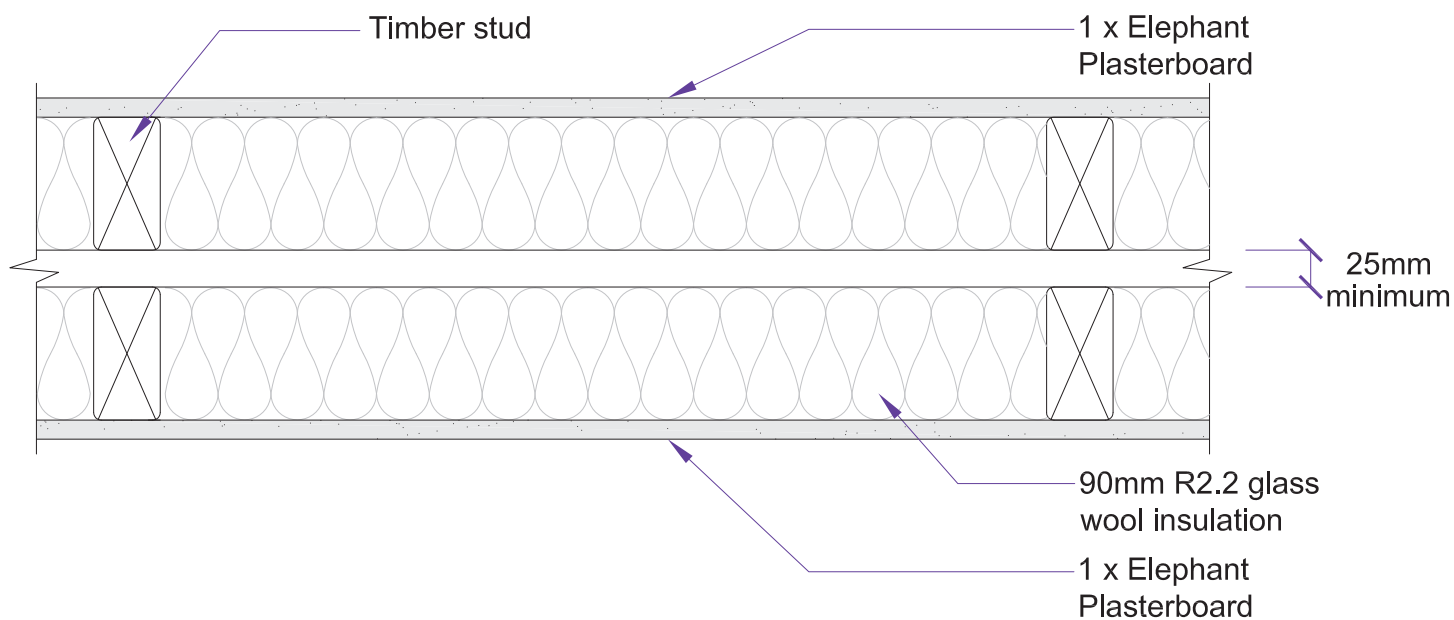 Timber stud
1 x Elephant
Plasterboard
25mm
minimum
90mm R2.2 glass
wool insulation
1 x Elephant
Plasterboard